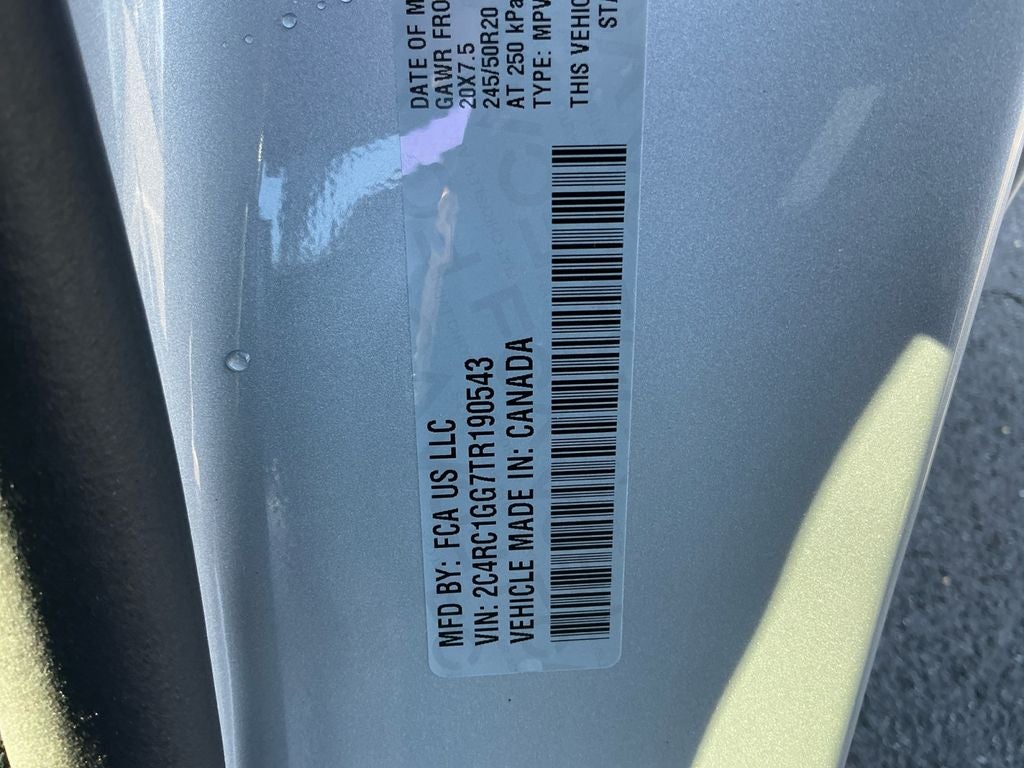 MFD BY: FCA US LLC
VIN: 2C4RC1GG7TR190543
VEHICLE MADE IN: CANADA
DATE OF M
GAWR FRO
20X7.5
245/50R20
AT 250 kPa
TYPE: MPV
THIS VEHIC
STA